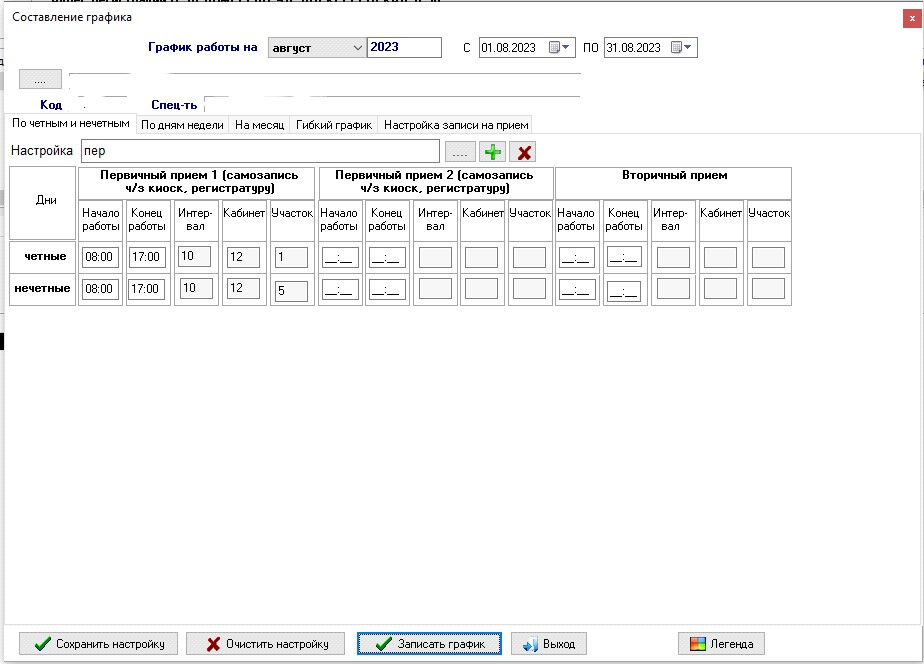 Составление графика
График работы на август 2023 С 01.08.2023 ПО 31.08.2023
....
Код Спец-ть
По четным и нечетным По дням недели На месяц Гибкий график Настройка записи на прием
Настройка пер ....
Дни Первичный прием 1 (самозапись ч/з киоск, регистратуру) Первичный прием 2 (самозапись ч/з киоск, регистратуру) Вторичный прием
Начало работы Конец работы Интер-вал Кабинет Участок Начало работы Конец работы Интер-вал Кабинет Участок Начало работы Конец работы Интер-вал Кабинет Участок
четные 08:00 17:00 10 12 1 __:__ __:__ __:__ __:__
нечетные 08:00 17:00 10 12 5 __:__ __:__ __:__ __:__
Сохранить настройку Очистить настройку Записать график Выход Легенда